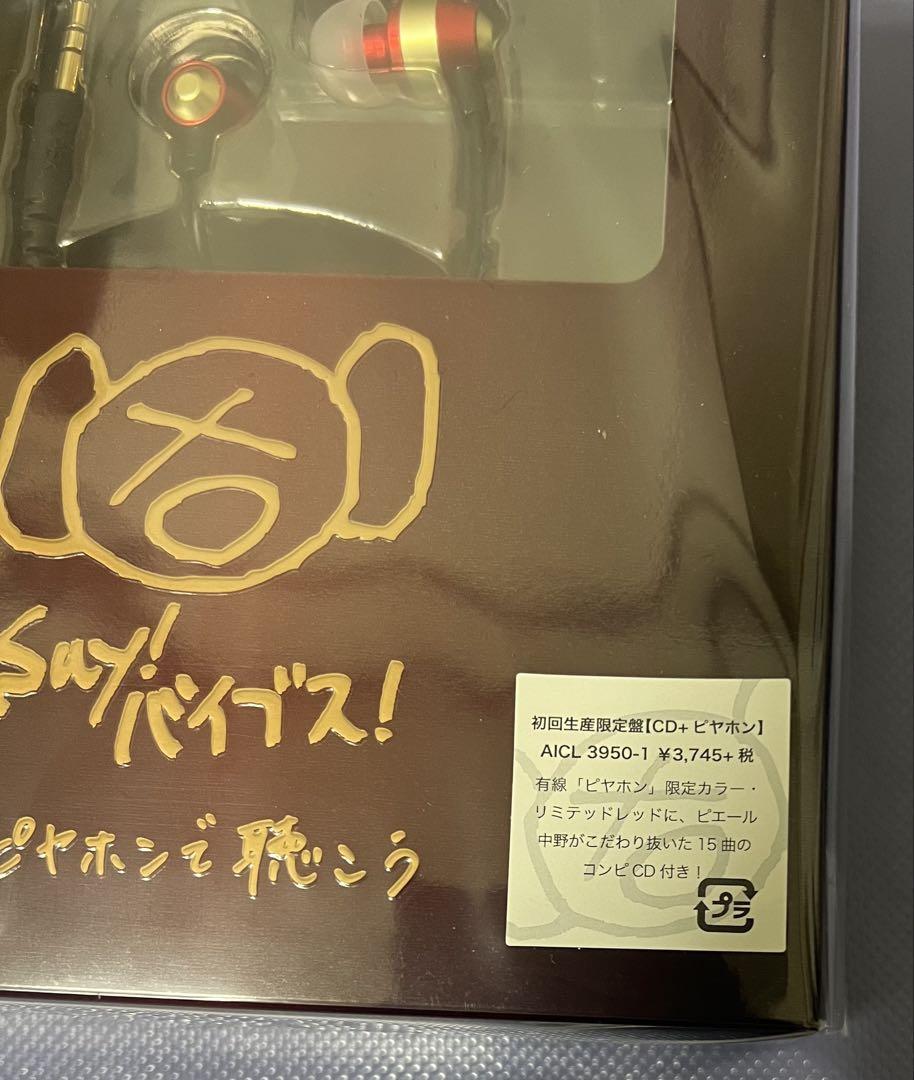 Say!
バイブス!
ピヤホンで聴こう
初回生産限定盤【CD+ピヤホン】
AICL 3950-1 ¥3,745+税
有線「ピヤホン」限定カラー・
リミテッドレッドに、ピエール
中野がこだわり抜いた15曲の
コンピCD付き!
プラ